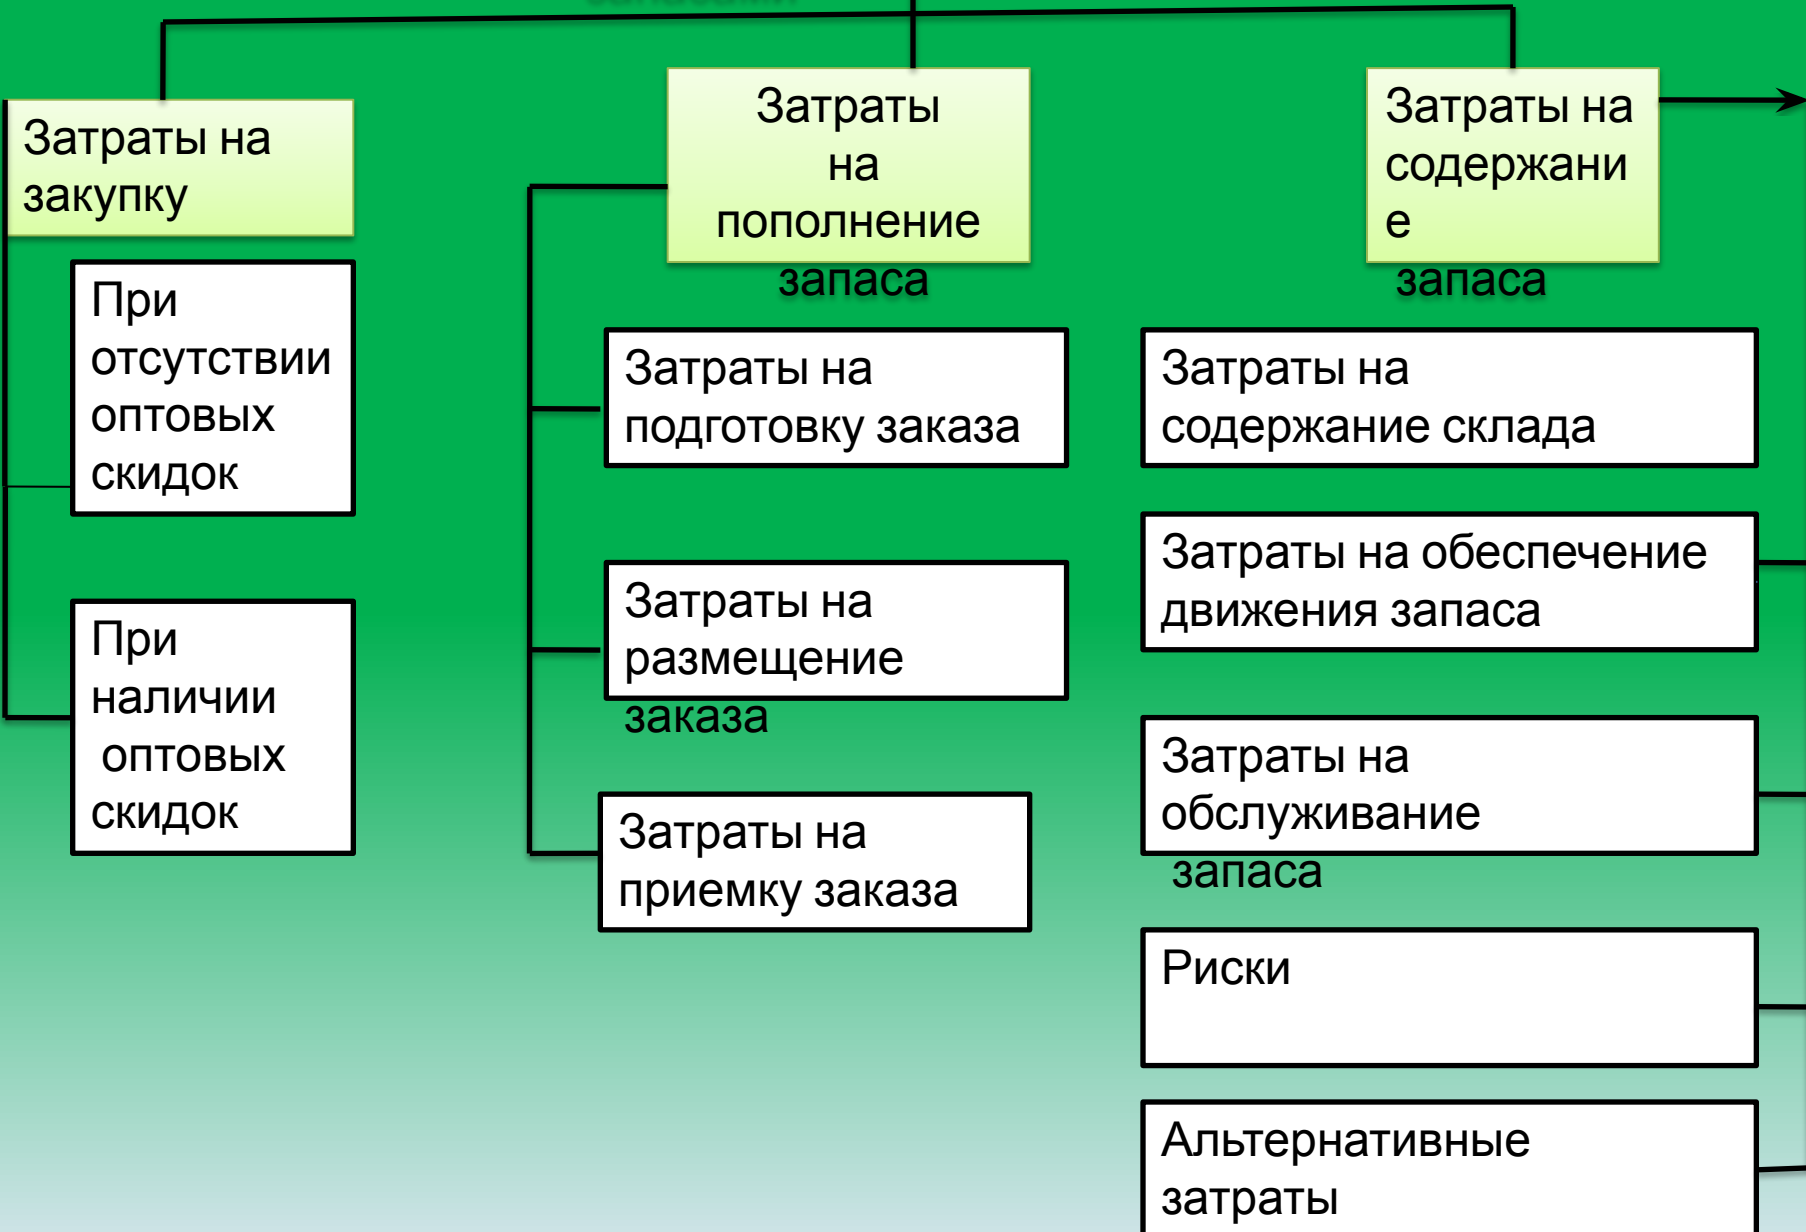 Затраты на
закупку
При
отсутствии
оптовых
скидок
При
наличии
оптовых
скидок
Затраты
на
пополнение
запаса
Затраты на
подготовку заказа
Затраты на
размещение
заказа
Затраты на
приемку заказа
Затраты на
содержани
е
запаса
Затраты на
содержание склада
Затраты на обеспечение
движения запаса
Затраты на
обслуживание
запаса
Риски
Альтернативные
затраты